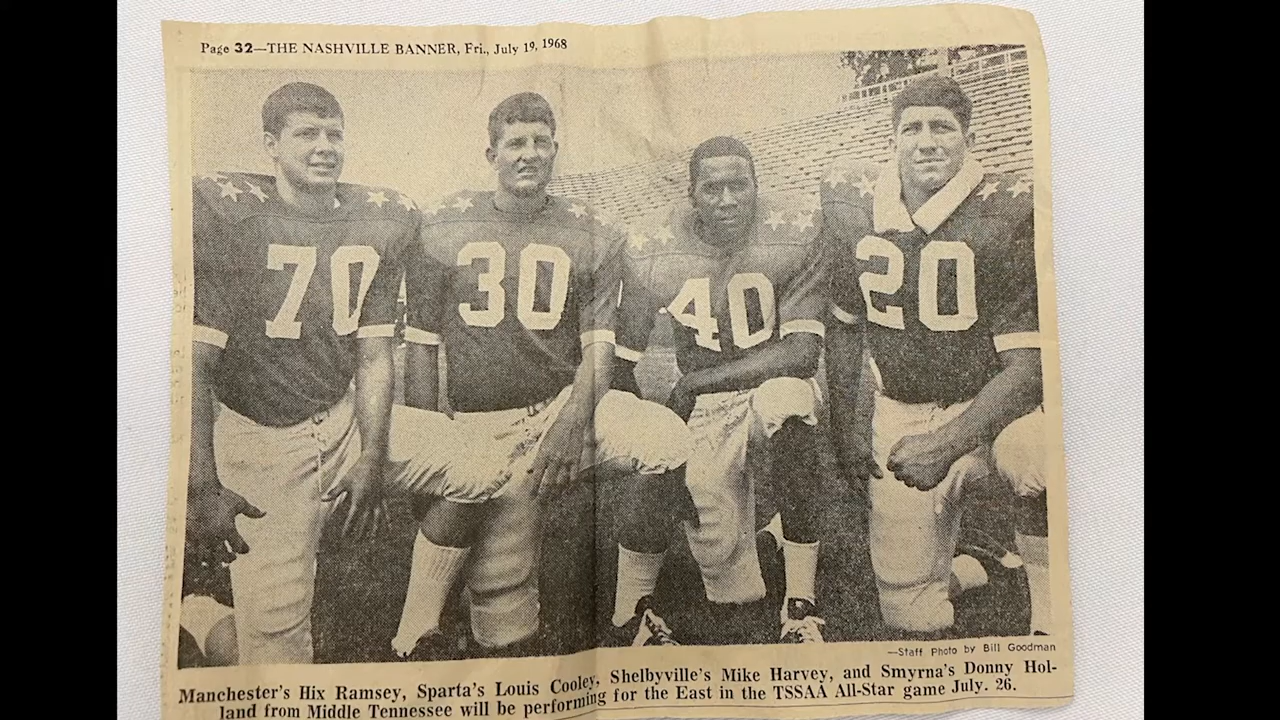 Page 32—THE NASHVILLE BANNER, Fri., July 19, 1968
70
30
40
20
—Staff Photo by Bill Goodman
Manchester's Hix Ramsey, Sparta's Louis Cooley, Shelbyville's Mike Harvey, and Smyrna's Donny Hol-
land from Middle Tennessee will be performing for the East in the TSSAA All-Star game July. 26.